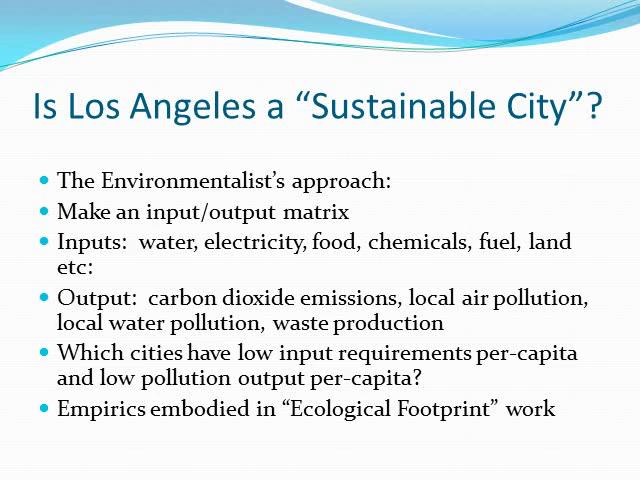 Is Los Angeles a “Sustainable City”?
• The Environmentalist’s approach:
• Make an input/output matrix
• Inputs:  water, electricity, food, chemicals, fuel, land
etc:
• Output:  carbon dioxide emissions, local air pollution,
local water pollution, waste production
• Which cities have low input requirements per-capita
and low pollution output per-capita?
• Empirics embodied in “Ecological Footprint” work